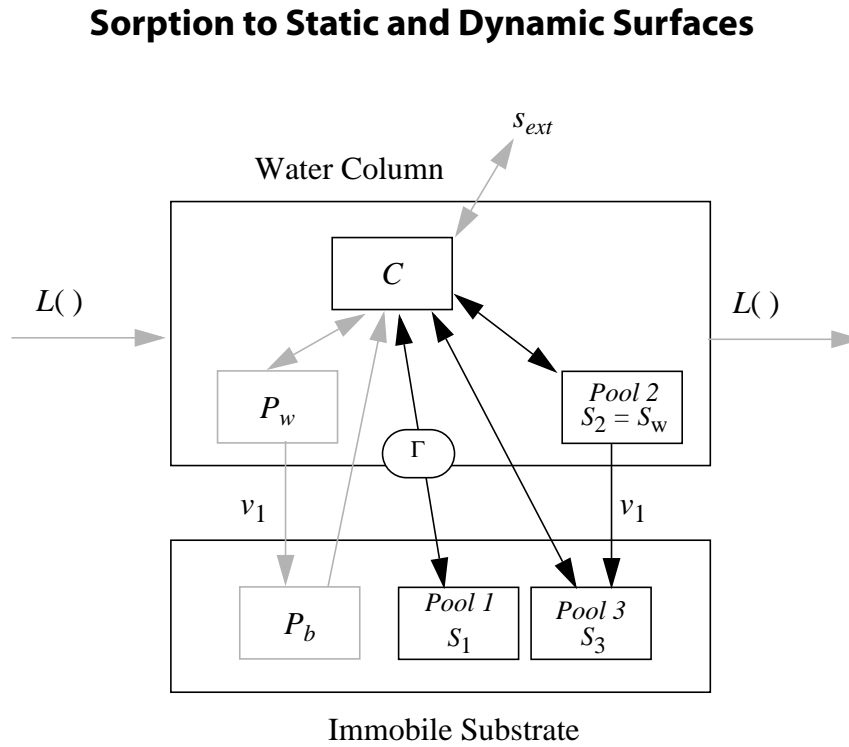 Sorption to Static and Dynamic Surfaces
s_ext
Water Column
C
L( )
L( )
P_w
Pool 2
S_2 = S_w
Γ
v_1
v_1
P_b
Pool 1
S_1
Pool 3
S_3
Immobile Substrate